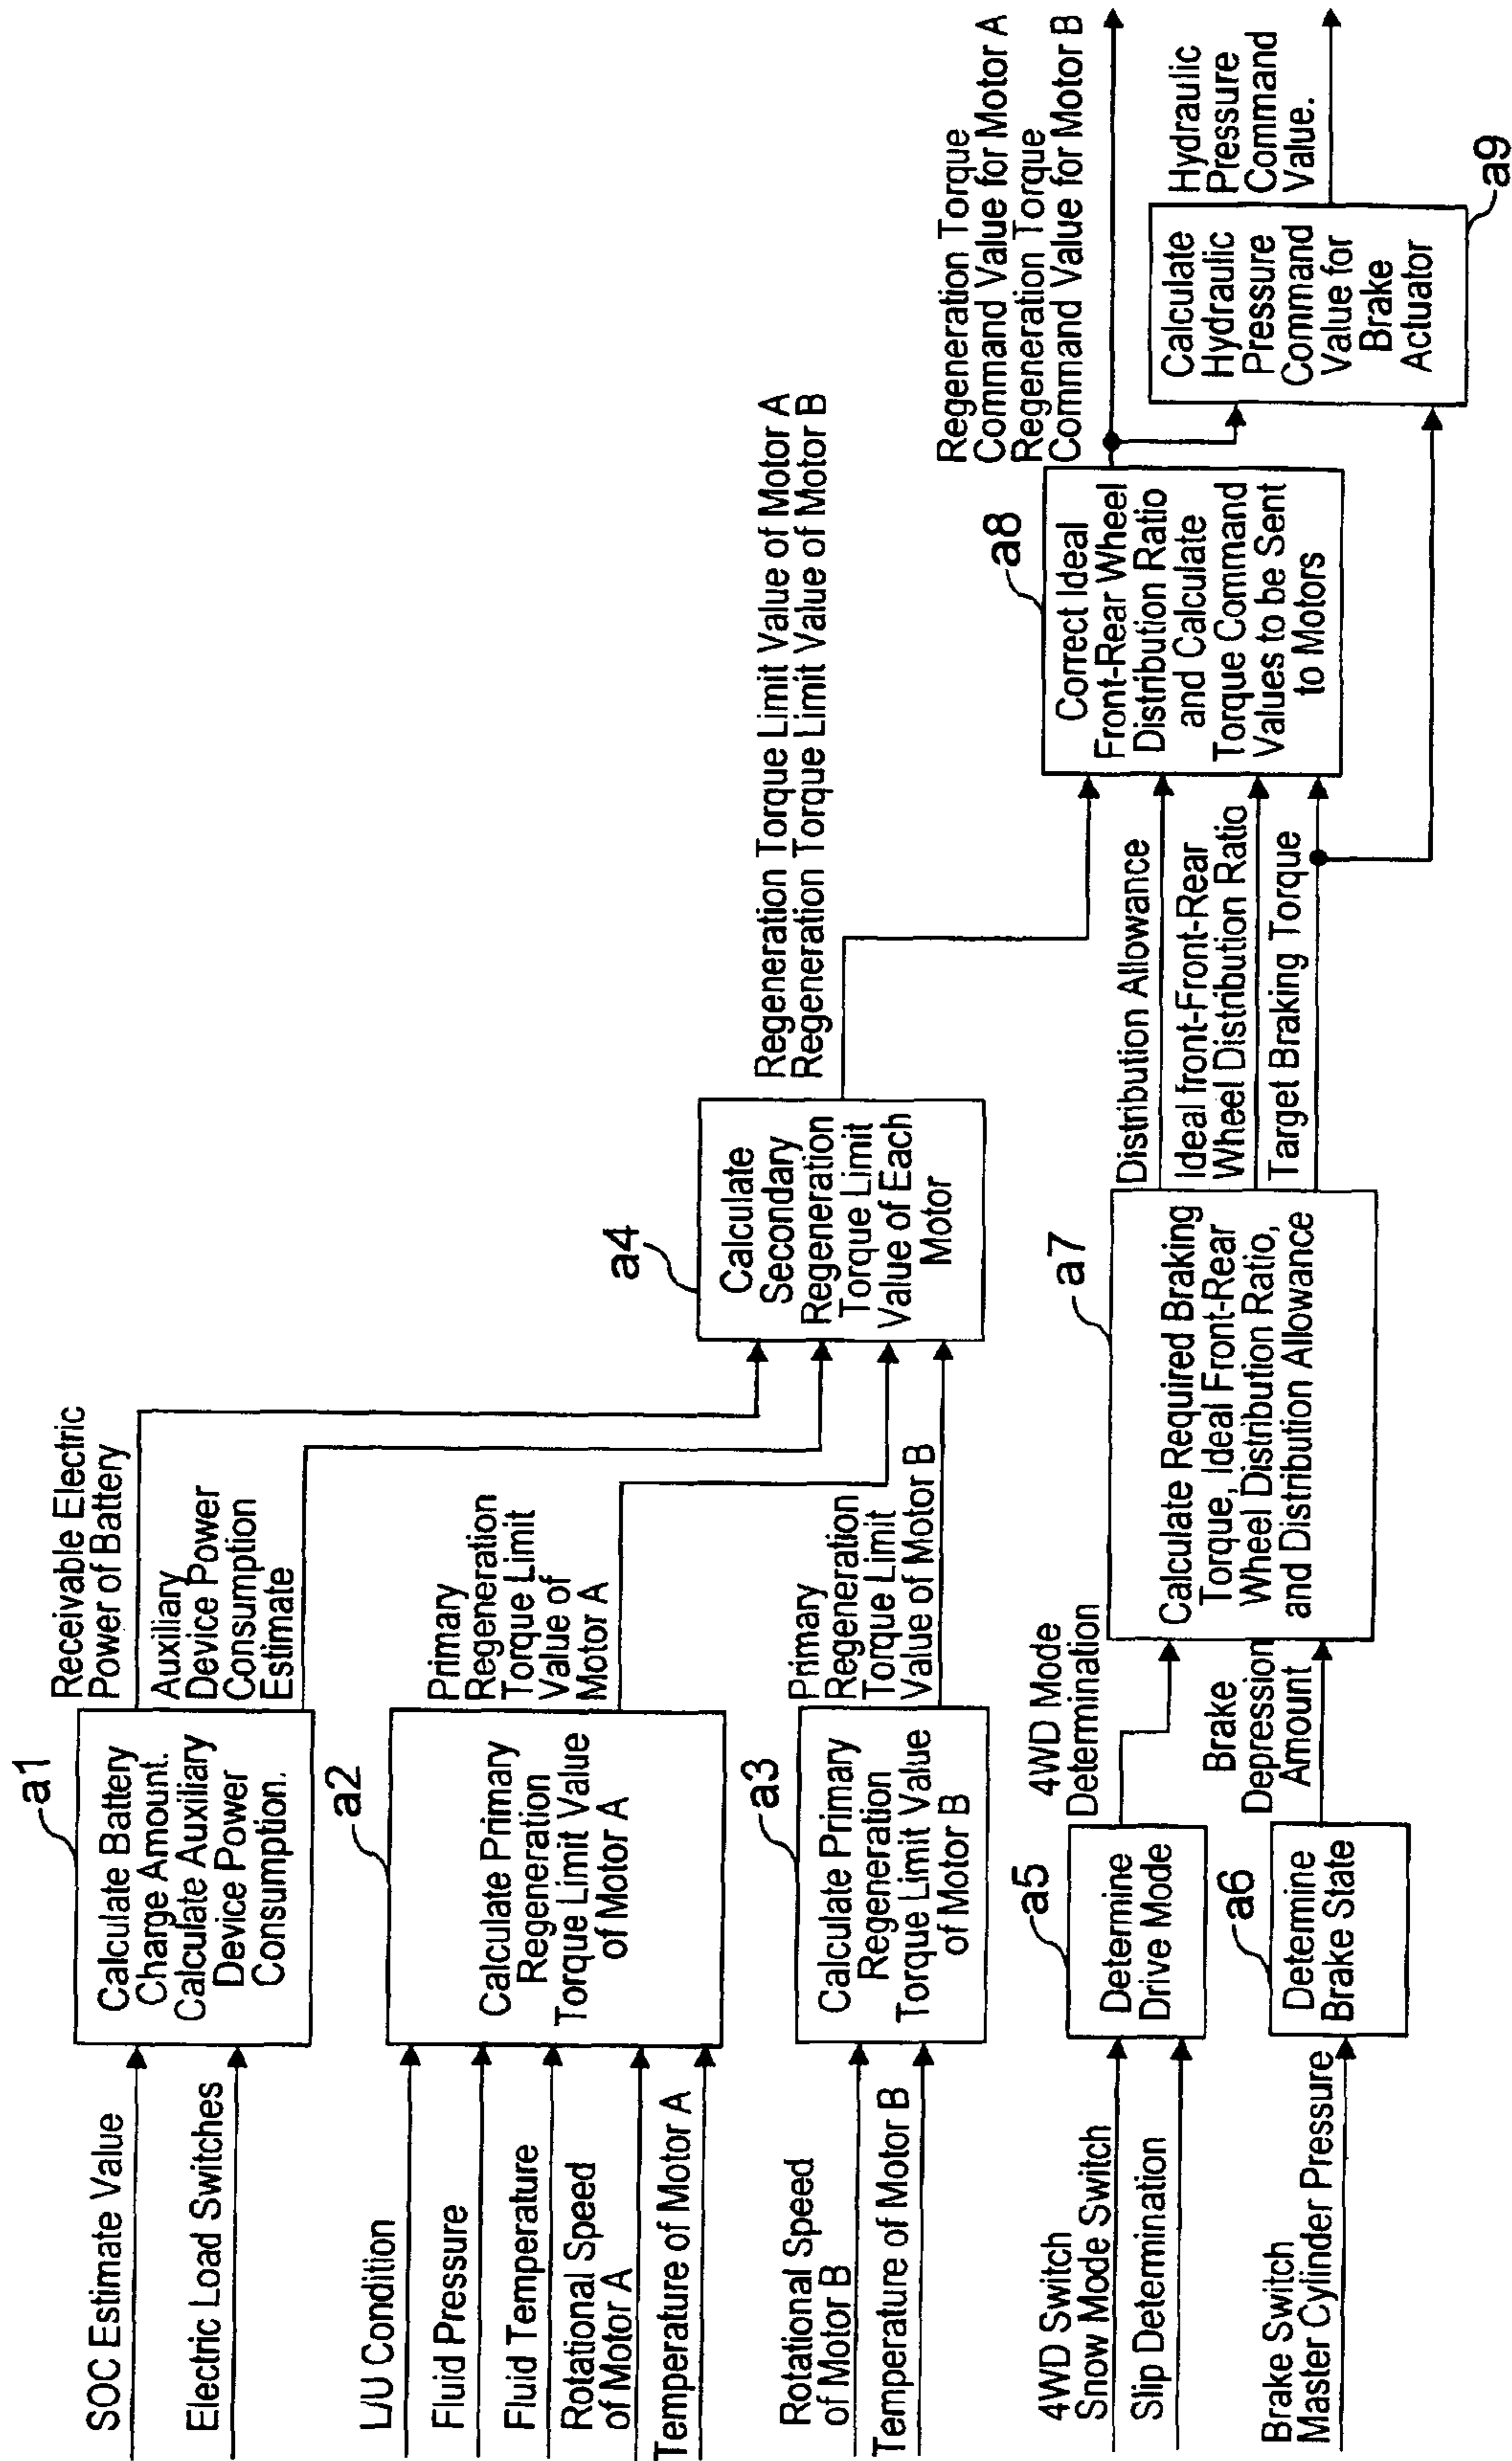 SOC Estimate Value
Electric Load Switches
a1
Calculate Battery
Charge Amount.
Calculate Auxiliary
Device Power
Consumption.
Receivable Electric
Power of Battery
Auxiliary
Device Power
Consumption
Estimate
L/U Condition
Fluid Pressure
Fluid Temperature
Rotational Speed
of Motor A
Temperature of Motor A
a2
Calculate Primary
Regeneration
Torque Limit Value
of Motor A
Primary
Regeneration
Torque Limit
Value of
Motor A
Rotational Speed
of Motor B
Temperature of Motor B
a3
Calculate Primary
Regeneration
Torque Limit Value
of Motor B
Primary
Regeneration
Torque Limit
Value of Motor B
a4
Calculate
Secondary
Regeneration
Torque Limit
Value of Each
Motor
Regeneration Torque Limit Value of Motor A
Regeneration Torque Limit Value of Motor B
4WD Switch
Snow Mode Switch
Slip Determination
a5
Determine
Drive Mode
4WD Mode
Determination
Brake Switch
Master Cylinder Pressure
a6
Determine
Brake State
Brake
Depression
Amount
a7
Calculate Required Braking
Torque, Ideal Front-Rear
Wheel Distribution Ratio,
and Distribution Allowance
Distribution Allowance
Ideal front-Front-Rear
Wheel Distribution Ratio
Target Braking Torque
a8
Correct Ideal
Front-Rear Wheel
Distribution Ratio
and Calculate
Torque Command
Values to be Sent
to Motors
Regeneration Torque
Command Value for Motor A
Regeneration Torque
Command Value for Motor B
Calculate
Hydraulic
Pressure
Command
Value for
Brake
Actuator
a9
Hydraulic
Pressure
Command
Value.